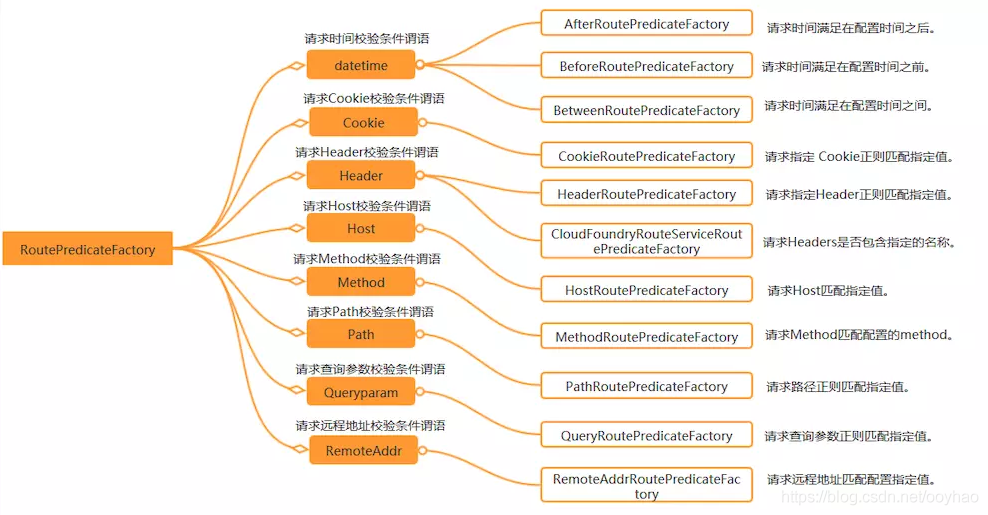 RoutePredicateFactory
请求时间校验条件谓语
datetime
AfterRoutePredicateFactory
请求时间满足在配置时间之后。
BeforeRoutePredicateFactory
请求时间满足在配置时间之前。
BetweenRoutePredicateFactory
请求时间满足在配置时间之间。
请求Cookie校验条件谓语
Cookie
CookieRoutePredicateFactory
请求指定 Cookie正则匹配指定值。
请求Header校验条件谓语
Header
HeaderRoutePredicateFactory
请求指定Header正则匹配指定值。
CloudFoundryRouteServiceRout
ePredicateFactory
请求Headers是否包含指定的名称。
请求Host校验条件谓语
Host
HostRoutePredicateFactory
请求Host匹配指定值。
请求Method校验条件谓语
Method
MethodRoutePredicateFactory
请求Method匹配配置的method。
请求Path校验条件谓语
Path
PathRoutePredicateFactory
请求路径正则匹配指定值。
请求查询参数校验条件谓语
Queryparam
QueryRoutePredicateFactory
请求查询参数正则匹配指定值。
请求远程地址校验条件谓语
RemoteAddr
RemoteAddrRoutePredicateFac
tory
请求远程地址匹配配置指定值。
https://blog.csdn.net/ooyhao